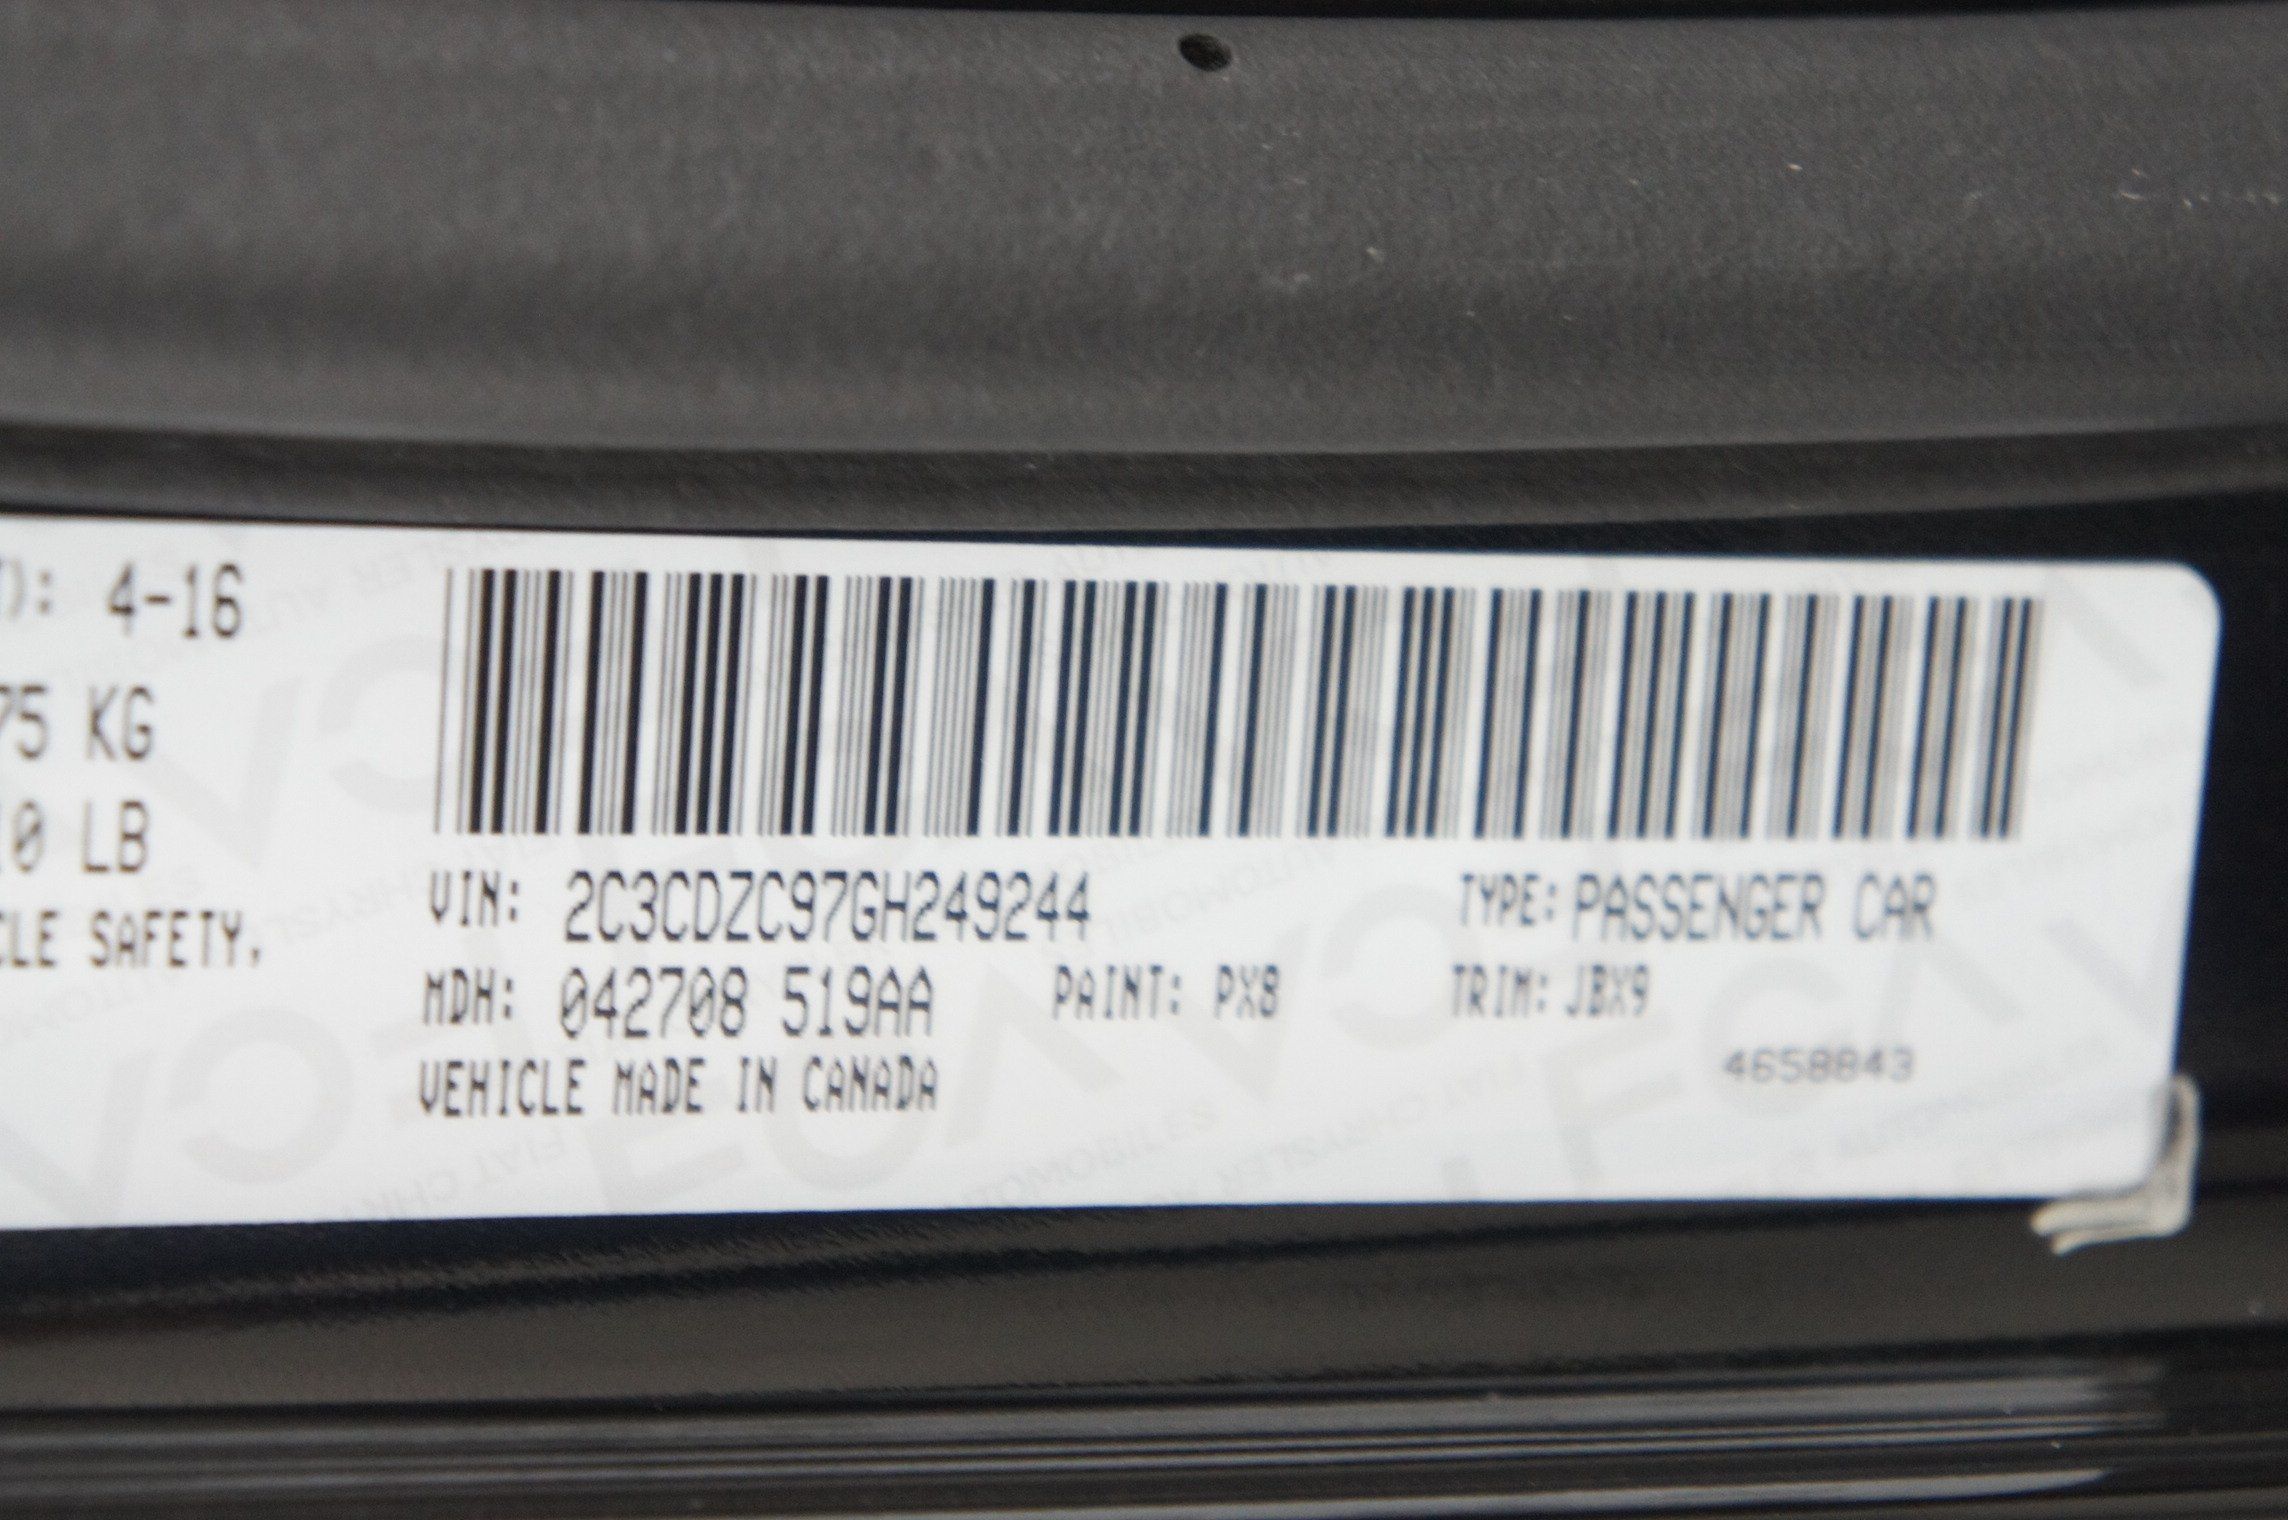 ): 4-16
75 KG
10 LB
CLE SAFETY,
VIN: 2C3CDZC97GH249244 TYPE: PASSENGER CAR
MDH: 042708 519AA PAINT: PX8 TRIM: JBX9
VEHICLE MADE IN CANADA
4658843